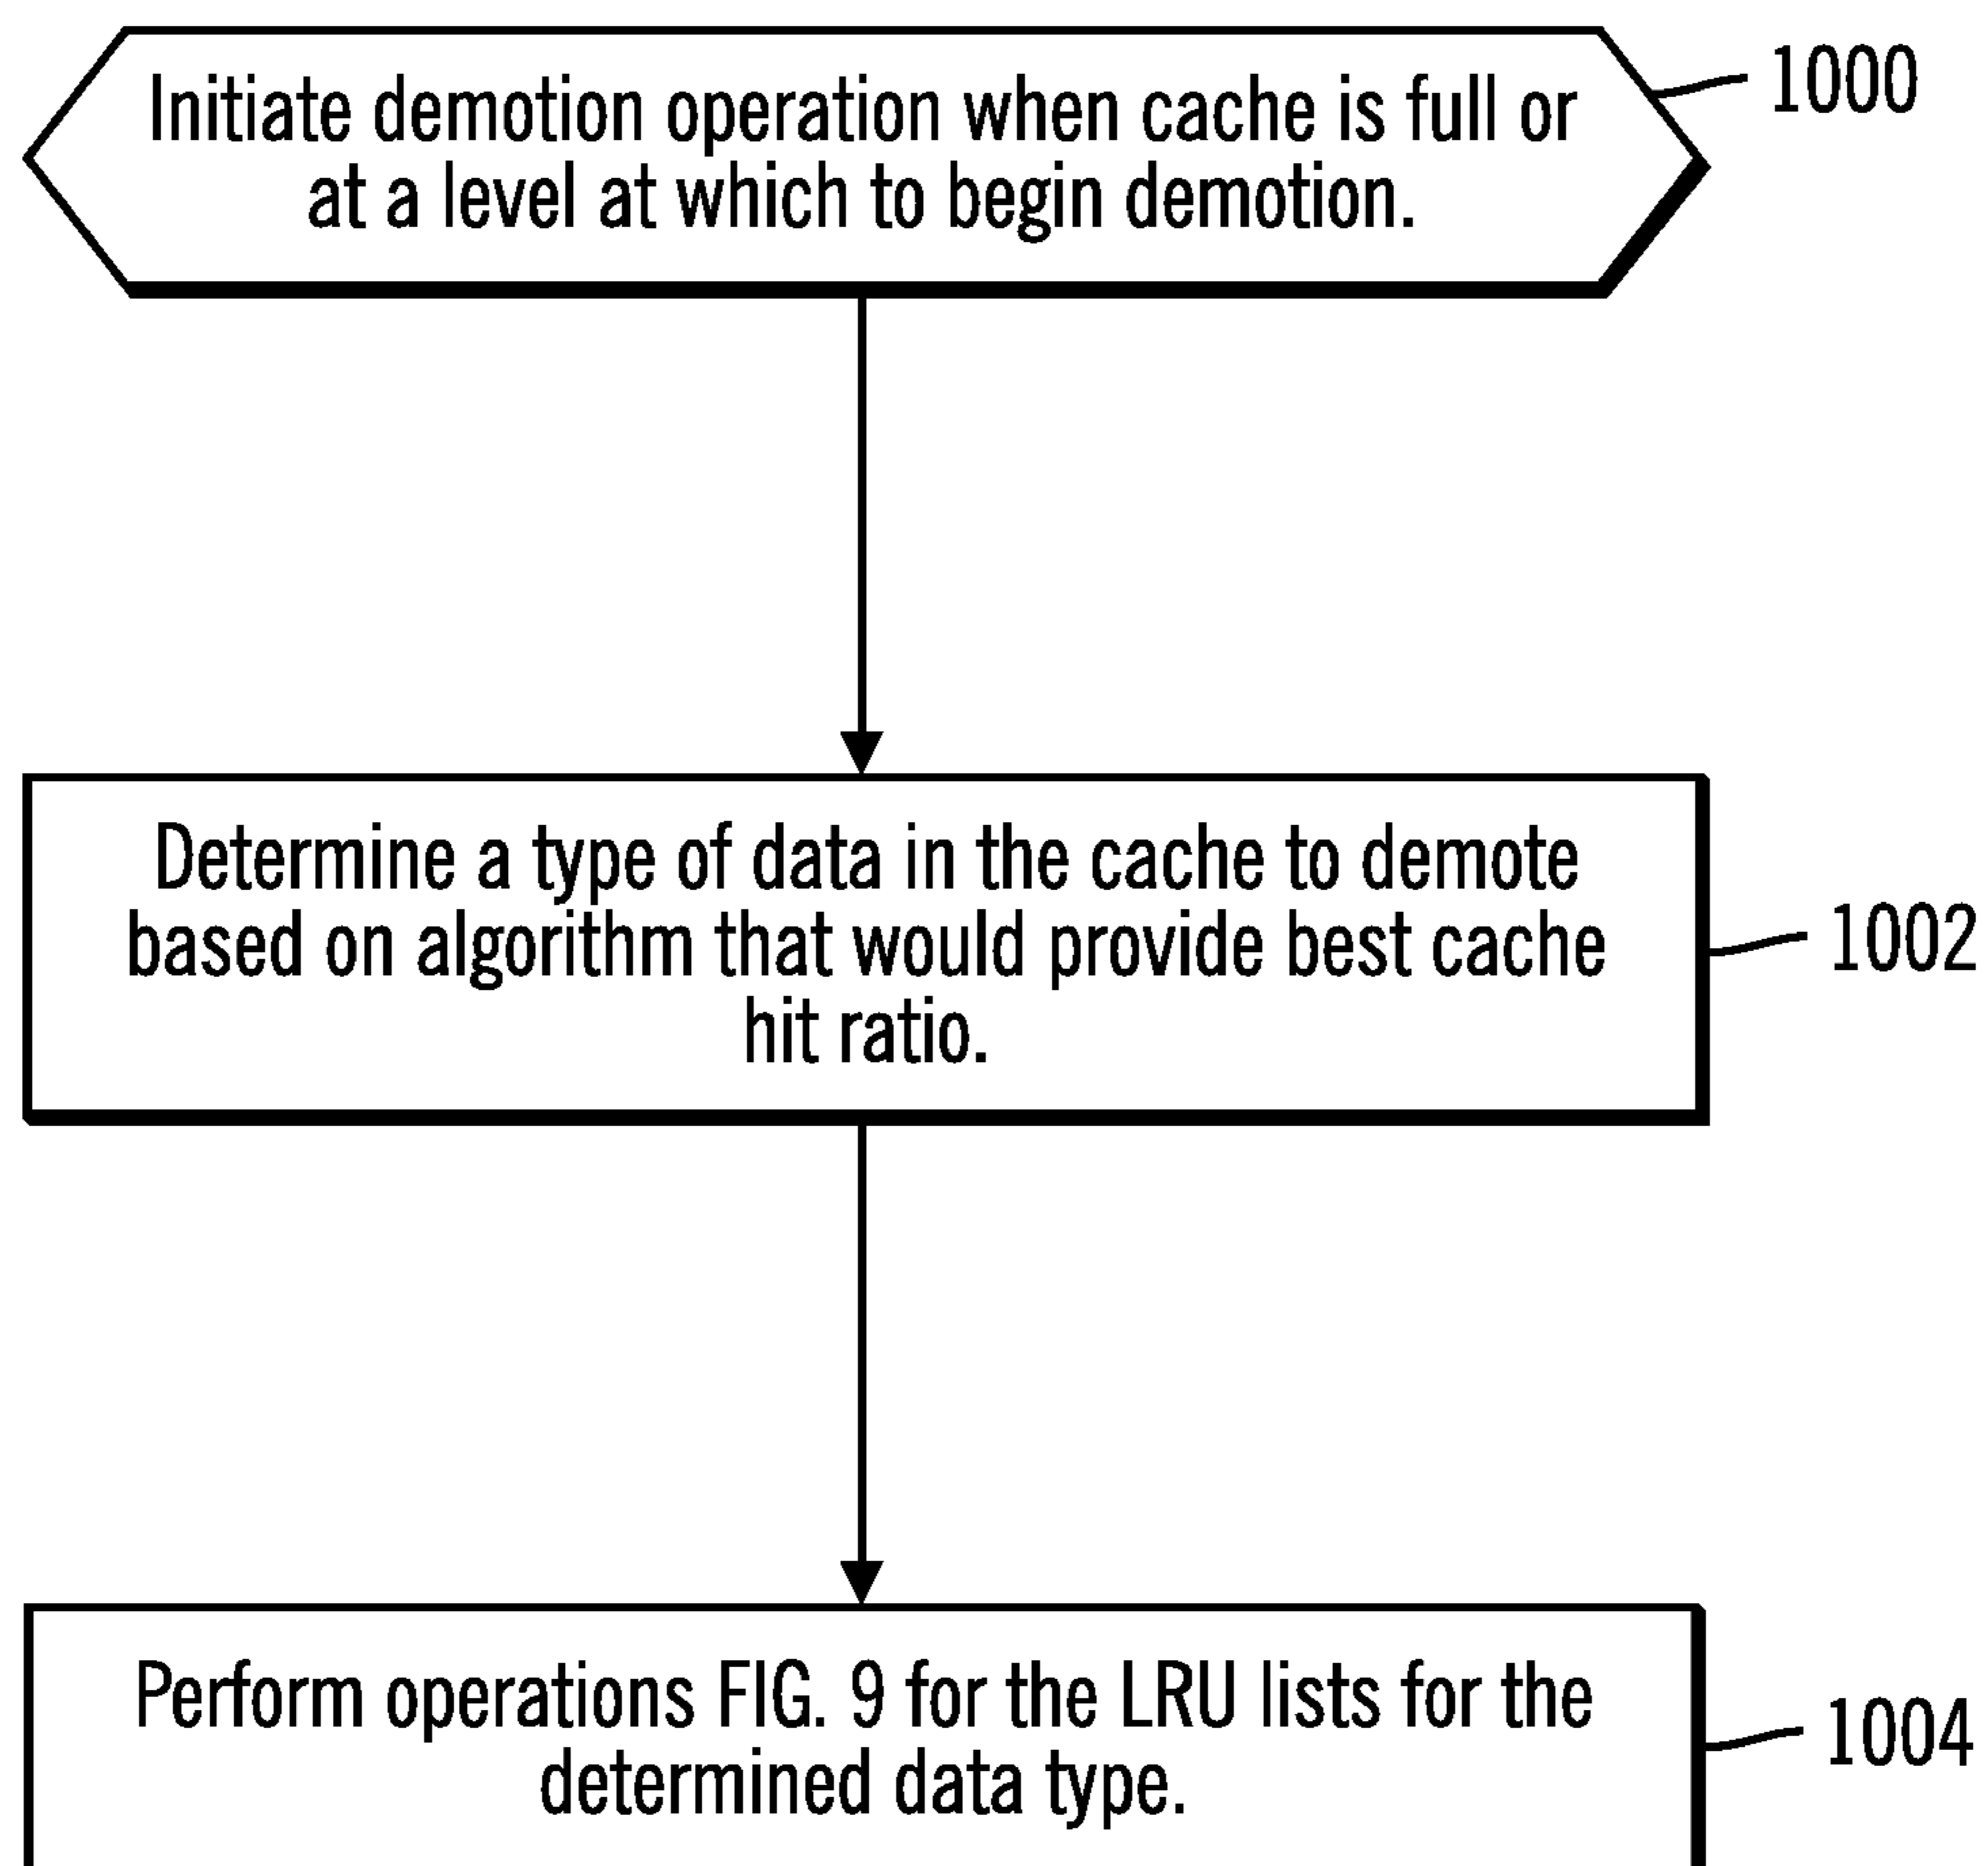 Initiate demotion operation when cache is full or
at a level at which to begin demotion.
1000
Determine a type of data in the cache to demote
based on algorithm that would provide best cache
hit ratio.
1002
Perform operations FIG. 9 for the LRU lists for the
determined data type.
1004